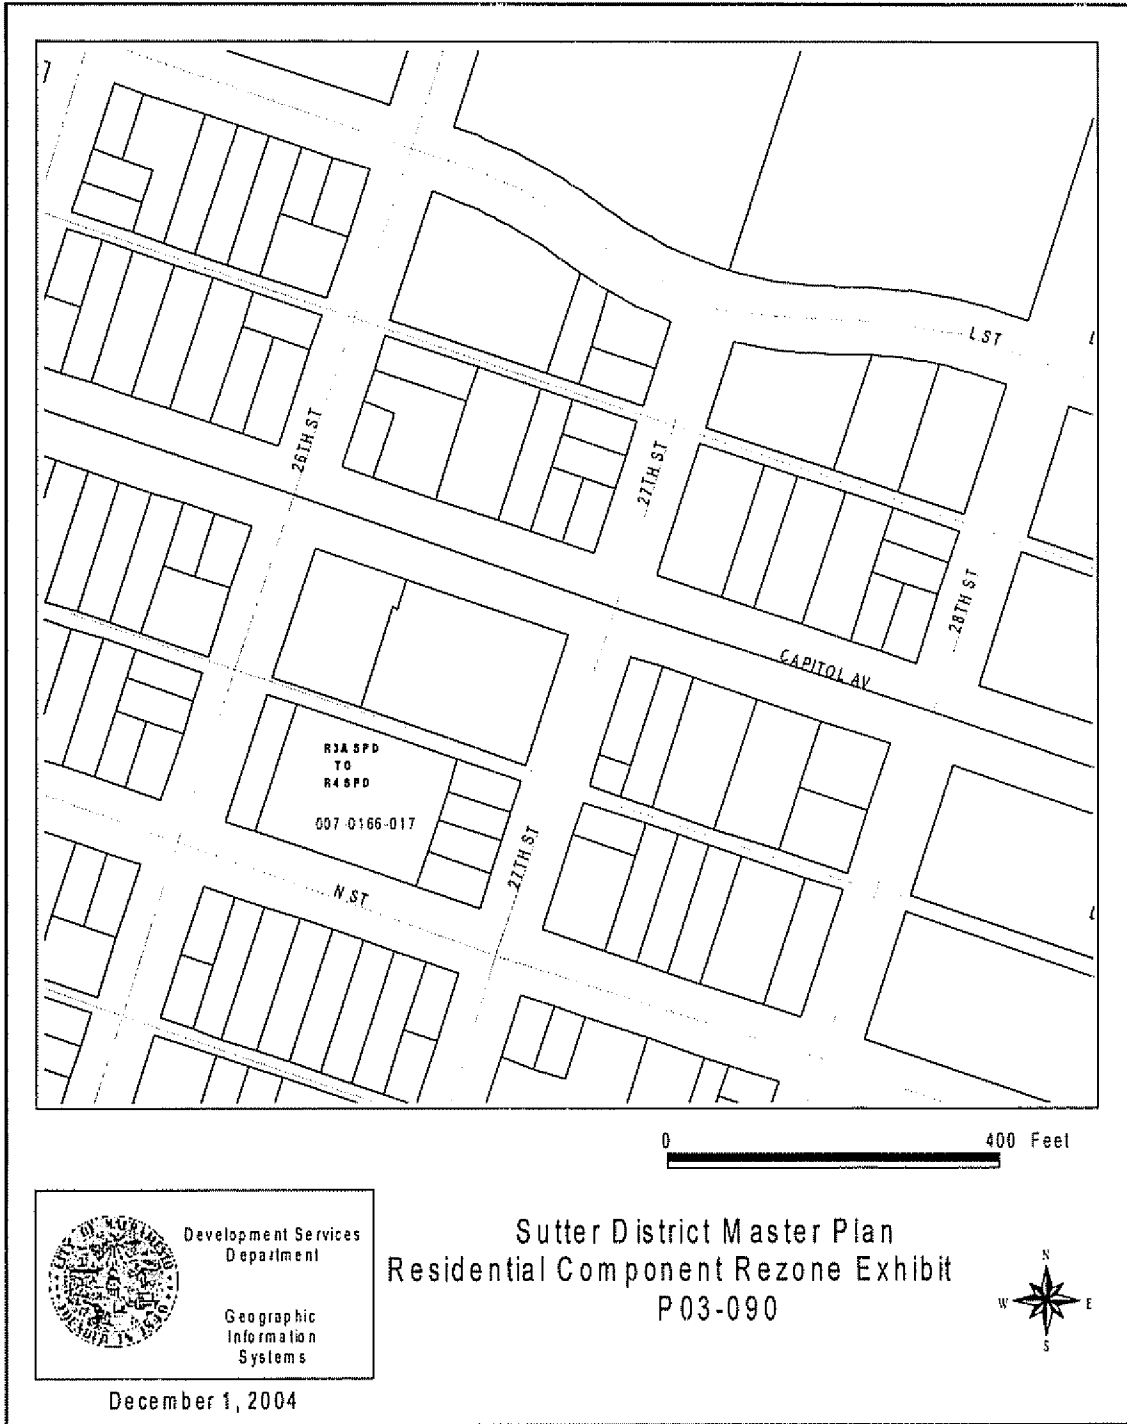 7
L ST
26TH ST
27TH ST
28TH ST
CAPITOL AV
R3A SPD
TO
R4 SPD
007-0166-017
27TH ST
N ST
0 400 Feet
Development Services
Department
Geographic
Information
Systems
Sutter District Master Plan
Residential Component Rezone Exhibit
P03-090
N
W E
S
December 1, 2004